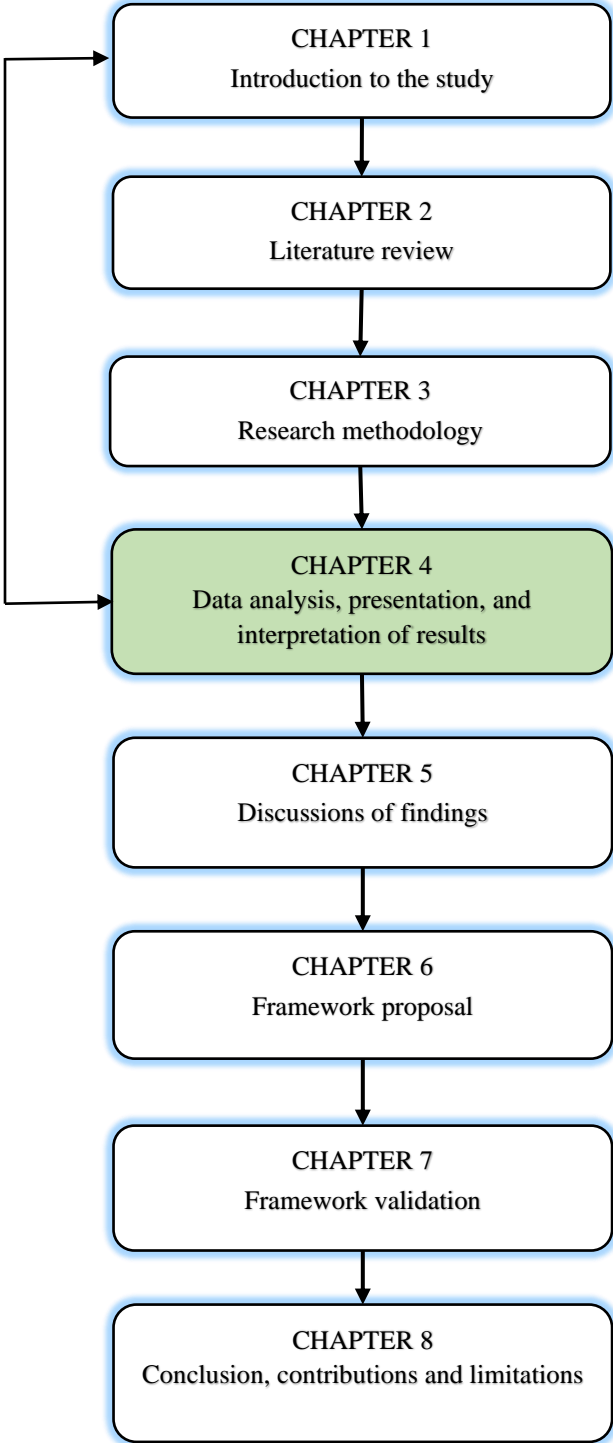 CHAPTER 1
Introduction to the study
CHAPTER 2
Literature review
CHAPTER 3
Research methodology
CHAPTER 4
Data analysis, presentation, and
interpretation of results
CHAPTER 5
Discussions of findings
CHAPTER 6
Framework proposal
CHAPTER 7
Framework validation
CHAPTER 8
Conclusion, contributions and limitations